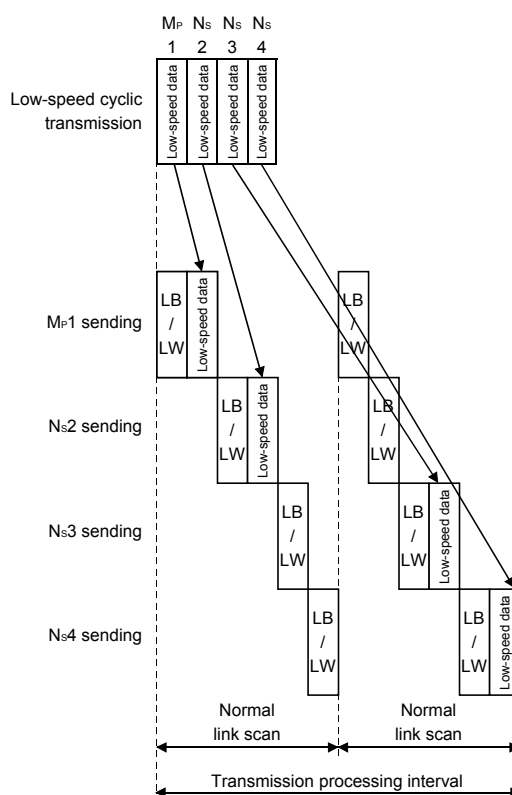 MP NS NS NS
1 2 3 4
Low-speed cyclic
transmission
Low-speed data
Low-speed data
Low-speed data
Low-speed data
MP1 sending
LB
/
LW
Low-speed data
LB
/
LW
NS2 sending
LB
/
LW
Low-speed data
LB
/
LW
NS3 sending
LB
/
LW
LB
/
LW
Low-speed data
NS4 sending
LB
/
LW
LB
/
LW
Low-speed data
Normal
link scan
Normal
link scan
Transmission processing interval